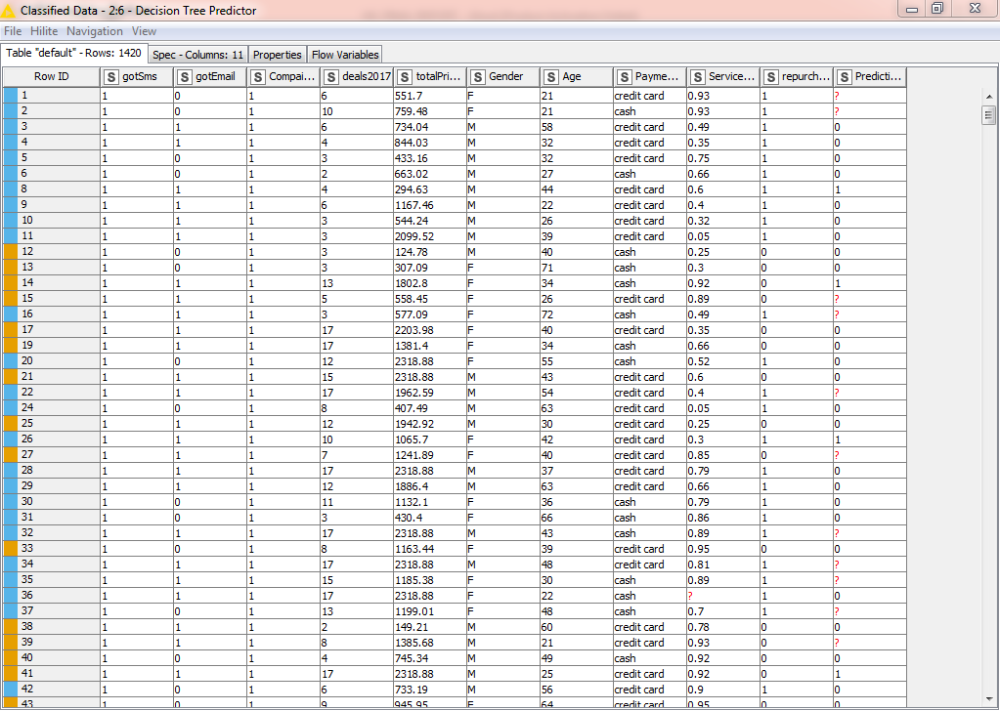 Classified Data - 2:6 - Decision Tree Predictor
File Hilite Navigation View
Table "default" - Rows: 1420 Spec - Columns: 11 Properties Flow Variables
Row ID S gotSms S gotEmail S Compai... S deals2017 S totalPri... S Gender S Age S Payme... S Service... S repurch... S Predicti...
1 1 0 1 6 551.7 F 21 credit card 0.93 1 ?
2 1 0 1 10 759.48 F 21 cash 0.93 1 ?
3 1 1 1 6 734.04 M 58 credit card 0.49 1 0
4 1 1 1 4 844.03 M 32 credit card 0.35 1 0
5 1 0 1 3 433.16 M 32 credit card 0.75 1 0
6 1 0 1 2 663.02 M 27 cash 0.66 1 0
8 1 1 1 4 294.63 M 44 credit card 0.6 1 1
9 1 1 1 6 1167.46 M 22 credit card 0.4 1 0
10 1 1 1 3 544.24 M 26 credit card 0.32 1 0
11 1 1 1 3 2099.52 M 39 credit card 0.05 1 0
12 1 0 1 3 124.78 M 40 cash 0.25 0 0
13 1 0 1 3 307.09 F 71 cash 0.3 0 0
14 1 1 1 13 1802.8 F 34 cash 0.92 0 1
15 1 1 1 5 558.45 F 26 credit card 0.89 0 ?
16 1 1 1 3 577.09 F 72 cash 0.49 1 ?
17 1 1 1 17 2203.98 F 40 credit card 0.35 0 0
19 1 1 1 17 1381.4 F 34 cash 0.66 0 0
20 1 0 1 12 2318.88 F 55 cash 0.52 1 0
21 1 1 1 15 2318.88 M 43 credit card 0.6 0 0
22 1 1 1 17 1962.59 M 54 credit card 0.4 1 ?
24 1 0 1 8 407.49 M 63 credit card 0.05 1 0
25 1 1 1 12 1942.92 M 30 credit card 0.25 0 0
26 1 1 1 10 1065.7 F 42 credit card 0.3 1 1
27 1 1 1 7 1241.89 F 40 credit card 0.85 0 ?
28 1 1 1 17 2318.88 M 37 credit card 0.79 1 0
29 1 1 1 12 1886.4 M 63 credit card 0.66 1 0
30 1 0 1 11 1132.1 F 36 cash 0.79 1 0
31 1 0 1 3 430.4 F 66 cash 0.86 1 0
32 1 1 1 17 2318.88 M 43 cash 0.89 1 ?
33 1 0 1 8 1163.44 F 39 credit card 0.95 0 0
34 1 1 1 17 2318.88 M 48 credit card 0.81 1 ?
35 1 1 1 15 1185.38 F 30 cash 0.89 1 ?
36 1 1 1 17 2318.88 F 22 cash ? 1 0
37 1 0 1 13 1199.01 F 48 cash 0.7 1 ?
38 1 1 1 2 149.21 M 60 credit card 0.78 0 0
39 1 1 1 8 1385.68 M 21 credit card 0.93 0 ?
40 1 0 1 4 745.34 M 49 cash 0.92 0 0
41 1 1 1 17 2318.88 M 25 credit card 0.92 0 1
42 1 0 1 6 733.19 M 56 credit card 0.9 1 0
43 1 0 1 9 945.95 F 64 credit card 0.95 0 0